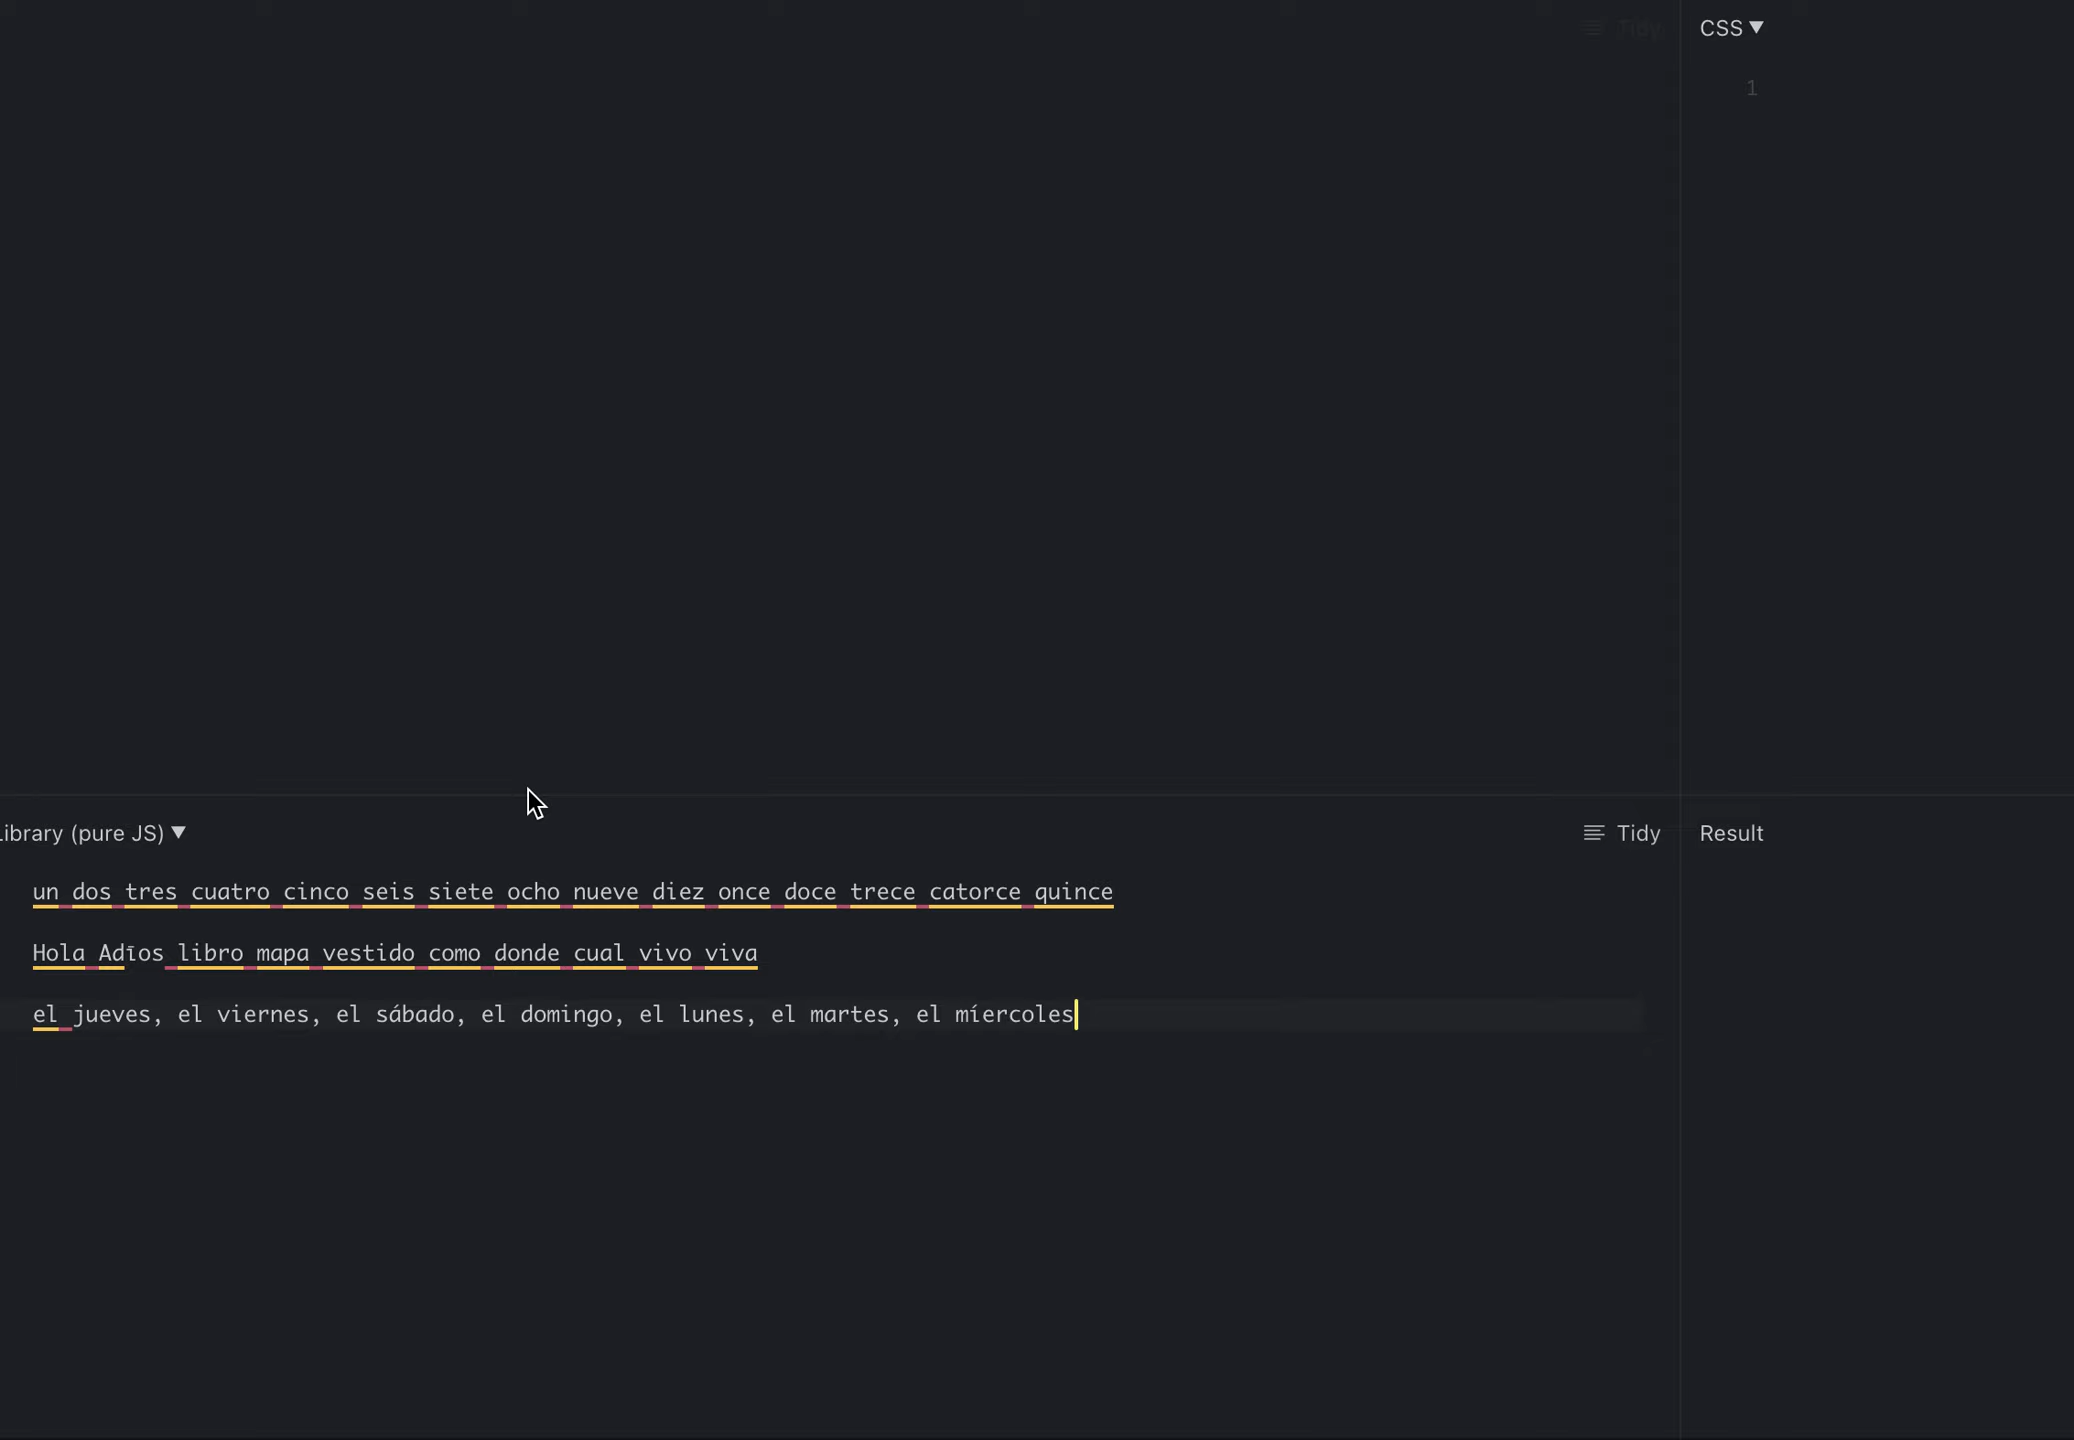 Tidy
CSS ▼
1
Library (pure JS) ▼
Tidy
Result
un dos tres cuatro cinco seis siete ocho nueve diez once doce trece catorce quince
Hola Adīos libro mapa vestido como donde cual vivo viva
el jueves, el viernes, el sábado, el domingo, el lunes, el martes, el míercoles